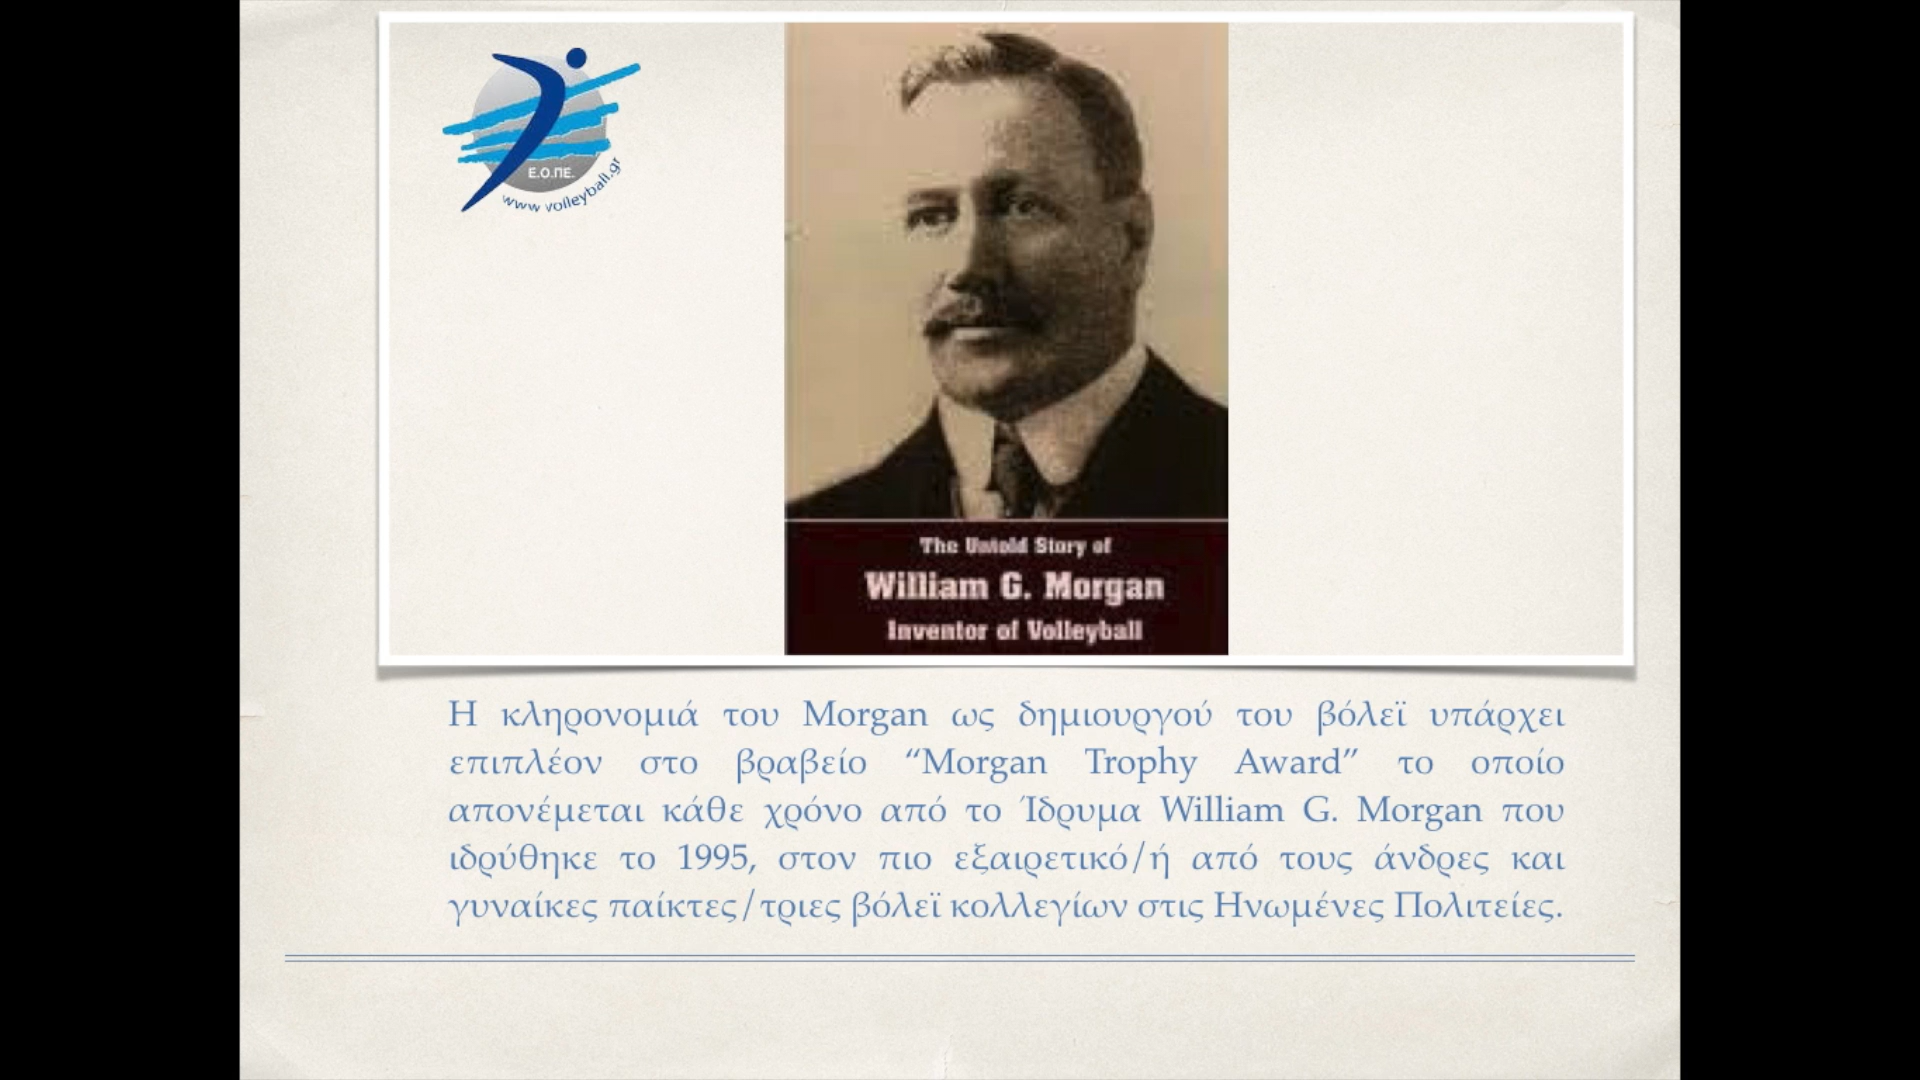 Ε.Ο.ΠΕ.
www volleyball.gr
The Untold Story of
William G. Morgan
Inventor of Volleyball
Η κληρονομιά του Morgan ως δημιουργού του βόλεϊ υπάρχει
επιπλέον στο βραβείο “Morgan Trophy Award” το οποίο
απονέμεται κάθε χρόνο από το Ίδρυμα William G. Morgan που
ιδρύθηκε το 1995, στον πιο εξαιρετικό/ή από τους άνδρες και
γυναίκες παίκτες/τριες βόλεϊ κολλεγίων στις Ηνωμένες Πολιτείες.